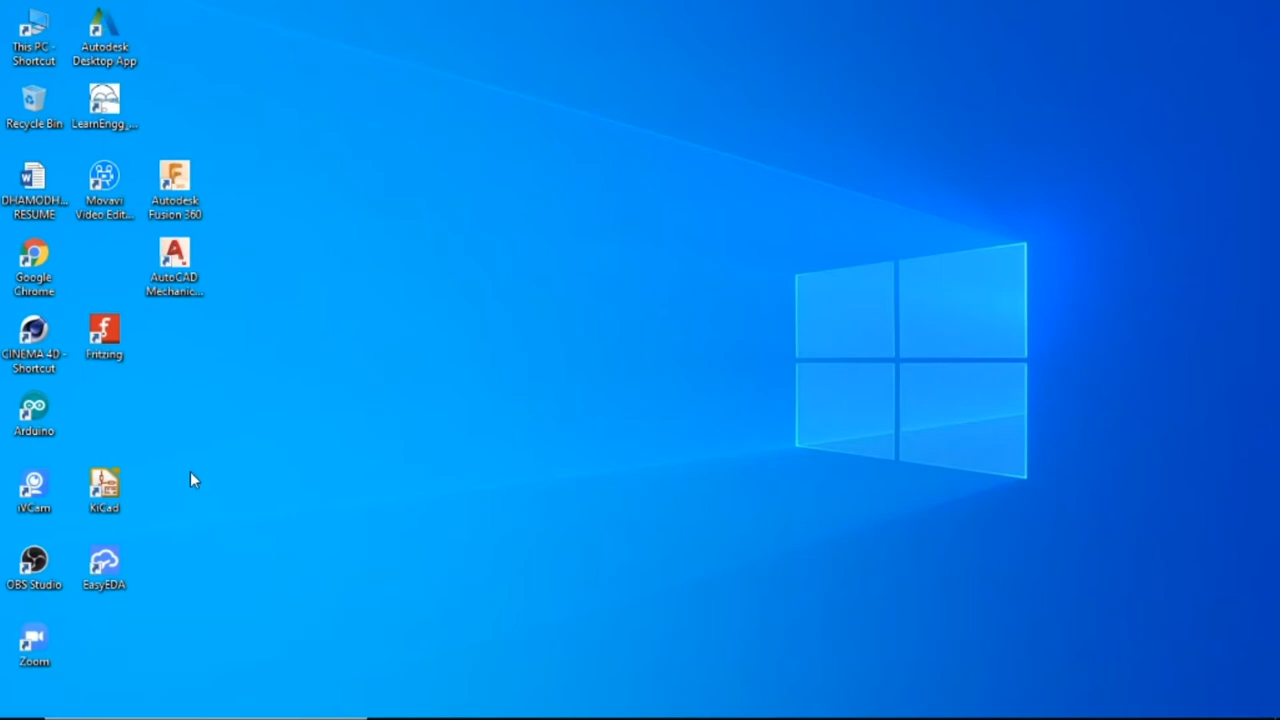 This PC -
Shortcut
Autodesk
Desktop App
Recycle Bin
LearnEngg_...
DHAMODH...
RESUME
Movavi
Video Edit...
Autodesk
Fusion 360
Google
Chrome
AutoCAD
Mechanic...
CINEMA 4D -
Shortcut
Fritzing
Arduino
iVCam
KiCad
OBS Studio
EasyEDA
Zoom